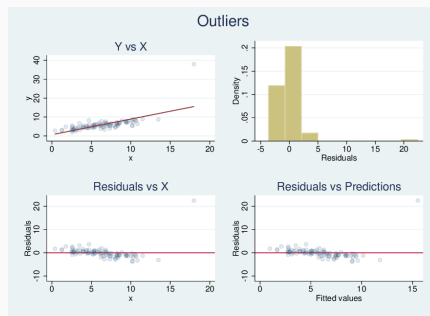 Outliers
Y vs X
y
0 10 20 30 40
0 5 10 15 20
x
Density
0 .05 .1 .15 .2
-5 0 5 10 15 20
Residuals
Residuals vs X
Residuals
-10 0 10 20
0 5 10 15 20
x
Residuals vs Predictions
Residuals
-10 0 10 20
0 5 10 15
Fitted values